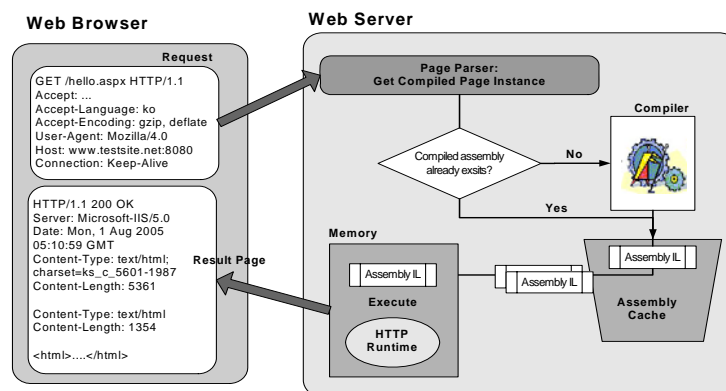 Web Browser
Request
GET /hello.aspx HTTP/1.1
Accept: ...
Accept-Language: ko
Accept-Encoding: gzip, deflate
User-Agent: Mozilla/4.0
Host: www.testsite.net:8080
Connection: Keep-Alive
HTTP/1.1 200 OK
Server: Microsoft-IIS/5.0
Date: Mon, 1 Aug 2005
05:10:59 GMT
Content-Type: text/html;
charset=ks_c_5601-1987
Content-Length: 5361
Content-Type: text/html
Content-Length: 1354
<html>....</html>
Result Page
Web Server
Page Parser:
Get Compiled Page Instance
Compiler
Compiled assembly
already exsits?
No
Yes
Memory
Assembly IL
Execute
HTTP
Runtime
Assembly IL
Assembly IL
Assembly
Cache